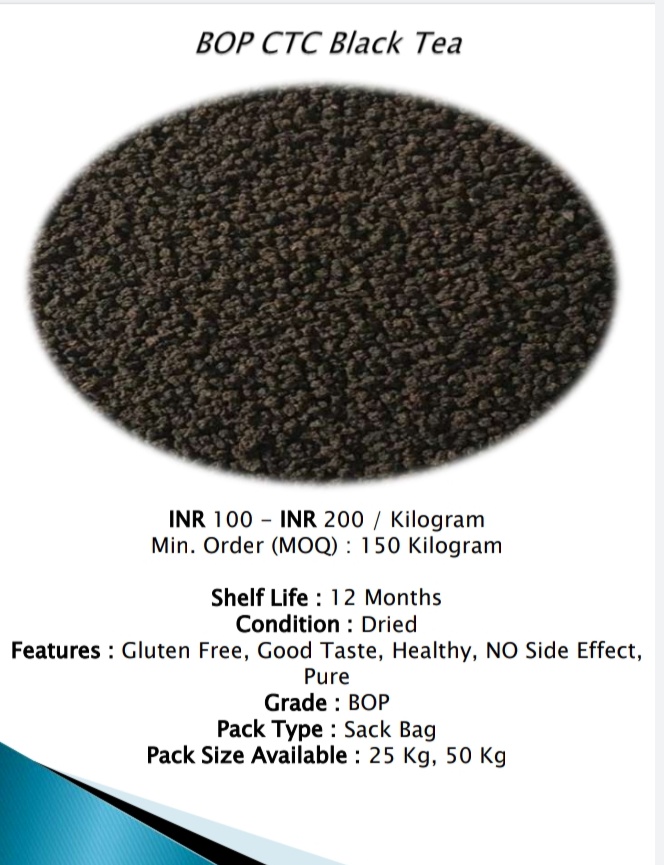 BOP CTC Black Tea
INR 100 – INR 200 / Kilogram
Min. Order (MOQ) : 150 Kilogram
Shelf Life : 12 Months
Condition : Dried
Features : Gluten Free, Good Taste, Healthy, NO Side Effect,
Pure
Grade : BOP
Pack Type : Sack Bag
Pack Size Available : 25 Kg, 50 Kg